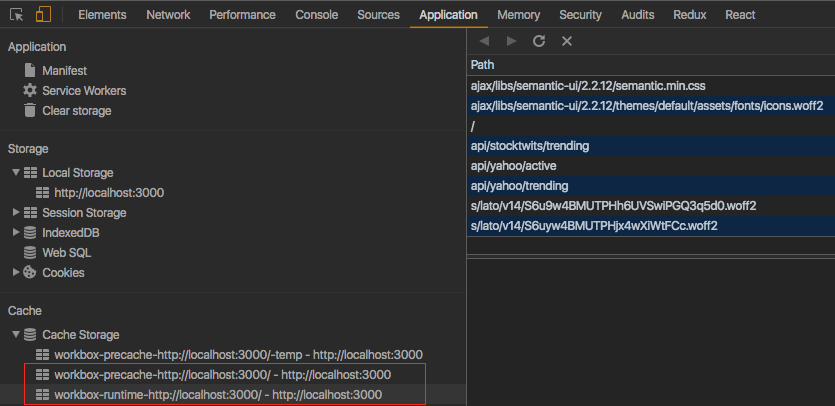 Elements Network Performance Console Sources Application Memory Security Audits Redux React
Application
Manifest
Service Workers
Clear storage
Storage
Local Storage
http://localhost:3000
Session Storage
IndexedDB
Web SQL
Cookies
Cache
Cache Storage
workbox-precache-http://localhost:3000/-temp - http://localhost:3000
workbox-precache-http://localhost:3000/ - http://localhost:3000
workbox-runtime-http://localhost:3000/ - http://localhost:3000
Path
ajax/libs/semantic-ui/2.2.12/semantic.min.css
ajax/libs/semantic-ui/2.2.12/themes/default/assets/fonts/icons.woff2
/
api/stocktwits/trending
api/yahoo/active
api/yahoo/trending
s/lato/v14/S6u9w4BMUTPHh6UVSwiPGQ3q5d0.woff2
s/lato/v14/S6uyw4BMUTPHjx4wXiWtFCc.woff2